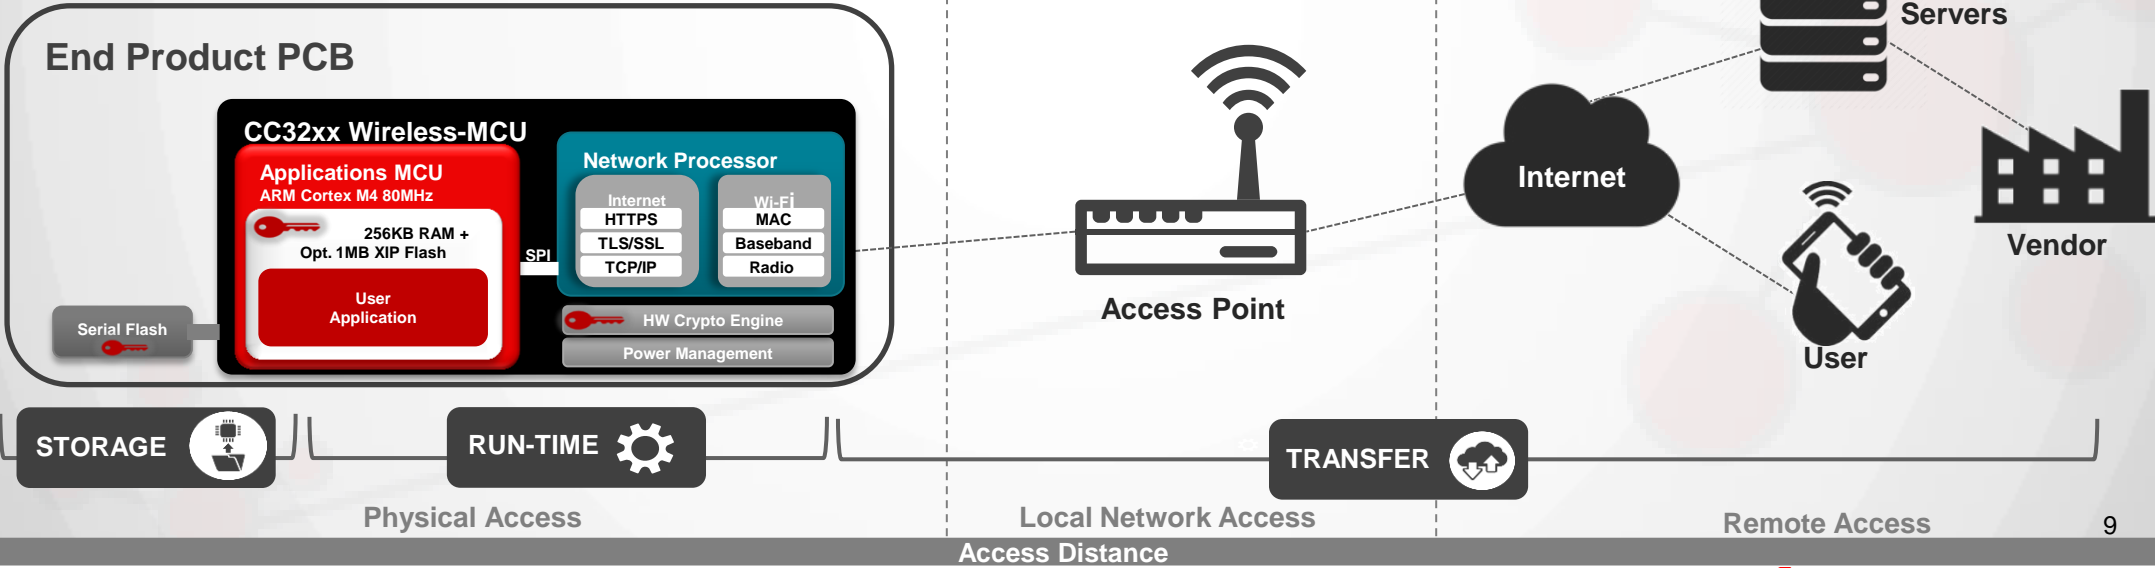 Servers
End Product PCB
CC32xx Wireless-MCU
Applications MCU
ARM Cortex M4 80MHz
256KB RAM +
Opt. 1MB XIP Flash
User
Application
SPI
Network Processor
Internet
HTTPS
TLS/SSL
TCP/IP
Wi-Fi
MAC
Baseband
Radio
HW Crypto Engine
Power Management
Serial Flash
Access Point
Internet
Vendor
User
STORAGE
RUN-TIME
TRANSFER
Physical Access
Local Network Access
Remote Access
9
Access Distance